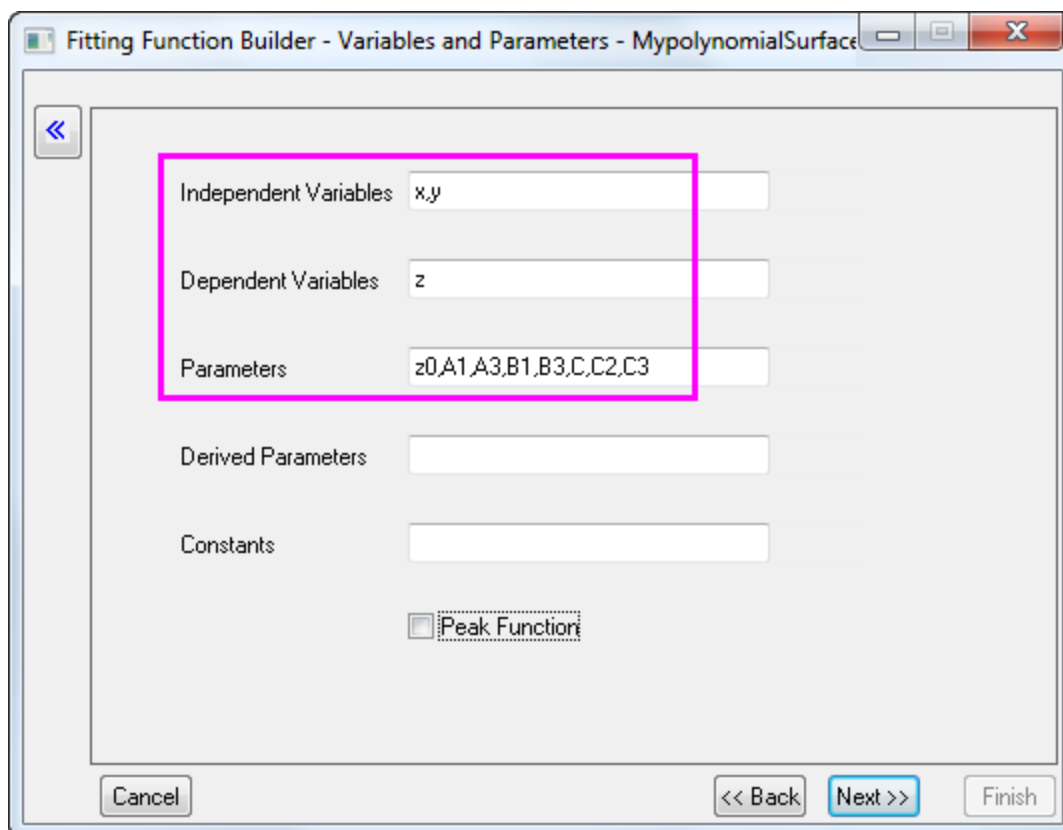 Fitting Function Builder - Variables and Parameters - MypolynomialSurface
«
Independent Variables x,y
Dependent Variables z
Parameters z0,A1,A3,B1,B3,C,C2,C3
Derived Parameters
Constants
Peak Function
Cancel << Back Next >> Finish